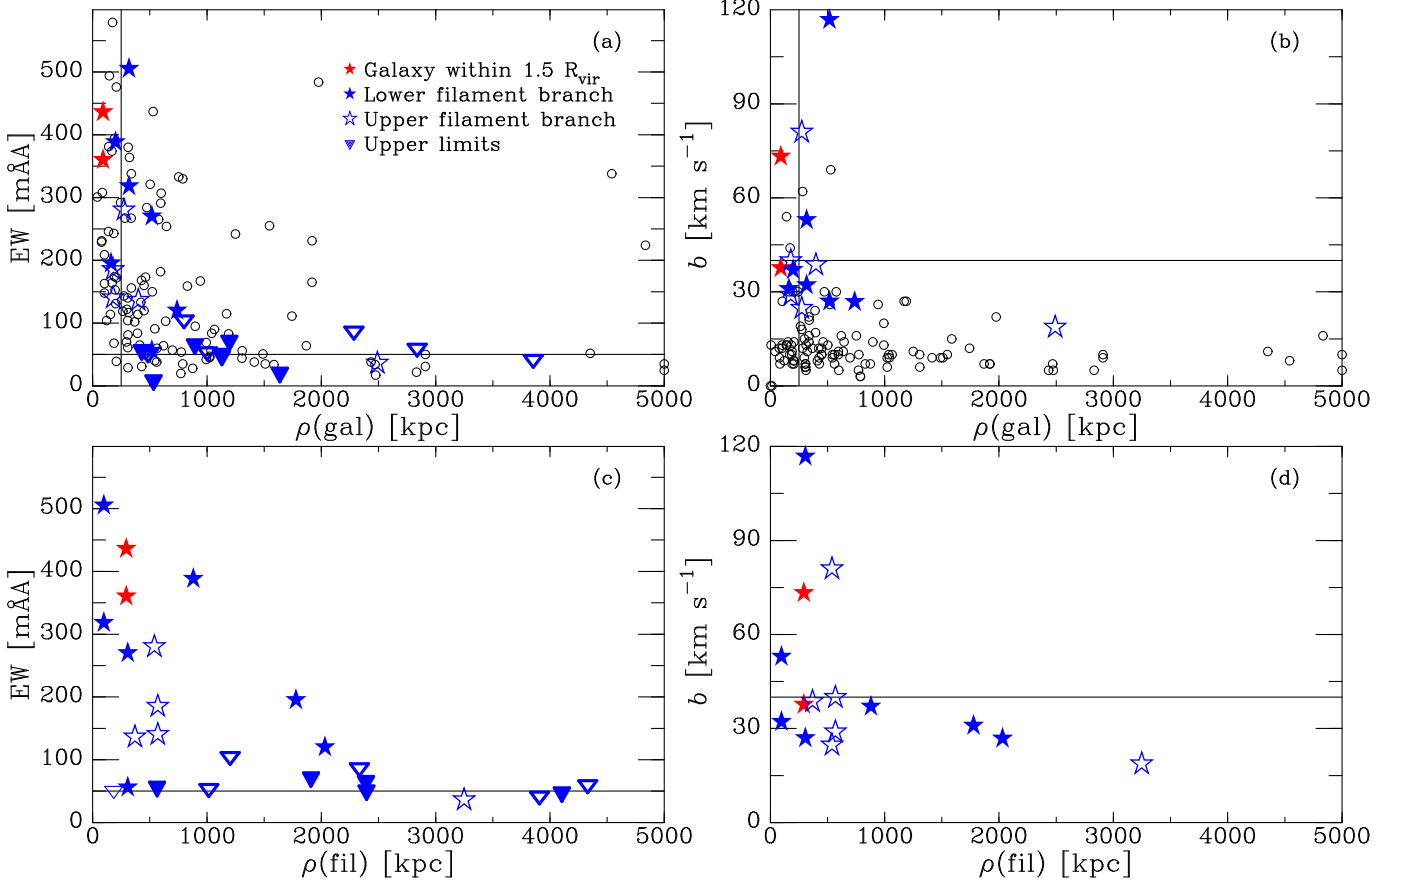 (a)
500
400
300
200
100
0
EW [mÅA]
★ Galaxy within 1.5 Rvir
★ Lower filament branch
☆ Upper filament branch
▼ Upper limits
0 1000 2000 3000 4000 5000
ρ(gal) [kpc]
(b)
120
90
60
30
0
b [km s−1]
0 1000 2000 3000 4000 5000
ρ(gal) [kpc]
(c)
500
400
300
200
100
0
EW [mÅA]
0 1000 2000 3000 4000 5000
ρ(fil) [kpc]
(d)
120
90
60
30
0
b [km s−1]
0 1000 2000 3000 4000 5000
ρ(fil) [kpc]